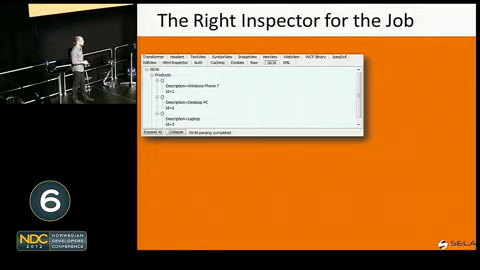 The Right Inspector for the Job
Transformer Headers TextView SyntaxView ImageView HexView WebView WCF Binary
Auth Caching Cookies Raw JSON XML
JSON
Products
{}
Description=Windows Phone 7
Id=1
{}
Description=Desktop PC
Id=2
{}
Description=Laptop
Id=3
Expand All Collapse JSON parsing completed
6
NDC
2012
NORWEGIAN
DEVELOPERS
CONFERENCE
SELA